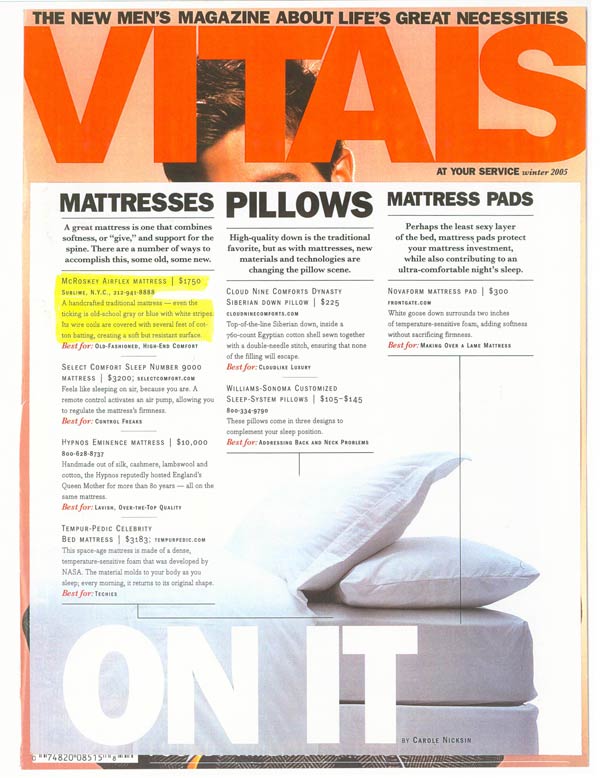 THE NEW MEN'S MAGAZINE ABOUT LIFE'S GREAT NECESSITIES
VITALS
AT YOUR SERVICE winter 2005
MATTRESSES
A great mattress is one that combines
softness, or "give," and support for the
spine. There are a number of ways to
accomplish this, some old, some new.
McRoskey Airflex mattress | $1750
Sublime, N.Y.C., 212-941-8888
A handcrafted traditional mattress — even the
ticking is old-school gray or blue with white stripes.
Its wire coils are covered with several feet of cot-
ton batting, creating a soft but resistant surface.
Best for: Old-Fashioned, High-End Comfort
Select Comfort Sleep Number 9000
mattress | $3200; selectcomfort.com
Feels like sleeping on air, because you are. A
remote control activates an air pump, allowing you
to regulate the mattress's firmness.
Best for: Control Freaks
Hypnos Eminence mattress | $10,000
800-628-8737
Handmade out of silk, cashmere, lambswool and
cotton, the Hypnos reputedly hosted England's
Queen Mother for more than 80 years — all on the
same mattress.
Best for: Lavish, Over-the-Top Quality
Tempur-Pedic Celebrity
Bed mattress | $3183; tempurpedic.com
This space-age mattress is made of a dense,
temperature-sensitive foam that was developed by
NASA. The material molds to your body as you
sleep; every morning, it returns to its original shape.
Best for: Techies
PILLOWS
High-quality down is the traditional
favorite, but as with mattresses, new
materials and technologies are
changing the pillow scene.
Cloud Nine Comforts Dynasty
Siberian down pillow | $225
cloudninecomforts.com
Top-of-the-line Siberian down, inside a
760-count Egyptian cotton shell sewn together
with a double-needle stitch, ensuring that none
of the filling will escape.
Best for: Cloudlike Luxury
Williams-Sonoma Customized
Sleep-System pillows | $105–$145
800-334-9790
These pillows come in three designs to
complement your sleep position.
Best for: Addressing Back and Neck Problems
MATTRESS PADS
Perhaps the least sexy layer
of the bed, mattress pads protect
your mattress investment,
while also contributing to an
ultra-comfortable night's sleep.
Novaform mattress pad | $300
frontgate.com
White goose down surrounds two inches
of temperature-sensitive foam, adding softness
without sacrificing firmness.
Best for: Making Over a Lame Mattress
ON IT
by Carole Nicksin
0 74820 08515 8